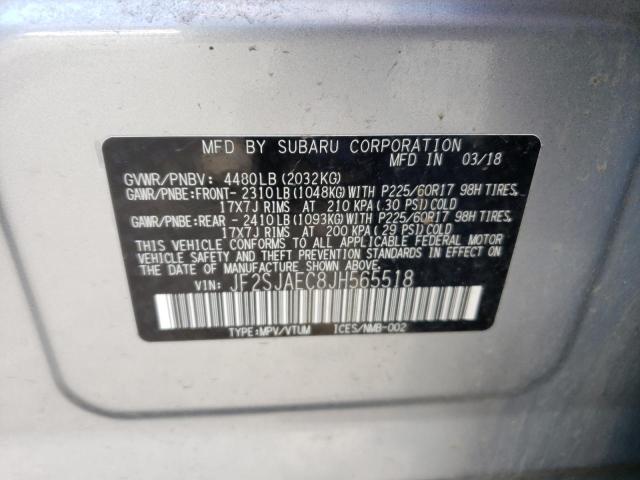 MFD BY SUBARU CORPORATION
MFD IN 03/18
GVWR/PNBV: 4480LB(2032KG)
GAWR/PNBE:FRONT-2310LB(1048KG)WITH P225/60R17 98H TIRES,
17X7J RIMS AT 210 KPA(.30 PSI)COLD
GAWR/PNBE:REAR -2410LB(1093KG)WITH P225/60R17 98H TIRES,
17X7J RIMS AT 200 KPA(.29 PSI)COLD
THIS VEHICLE CONFORMS TO ALL APPLICABLE FEDERAL MOTOR
VEHICLE SAFETY AND THEFT PREVENTION STANDARDS IN EFFECT ON
THE DATE OF MANUFACTURE SHOWN ABOVE.
VIN: JF2SJAEC8JH565518
TYPE:MPV/VTUM ICES/NMB-002